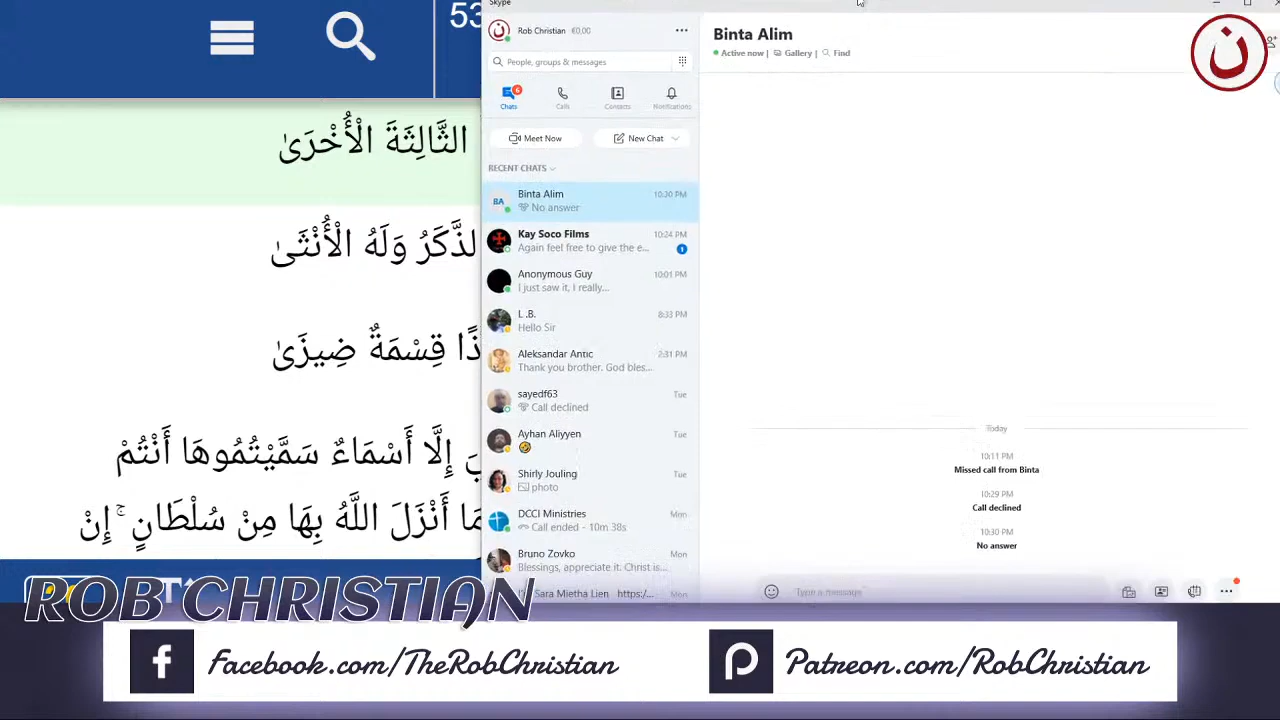 53
الثَّالِثَةَ الْأُخْرَىٰ
لذَّكَرُ وَلَهُ الْأُنْثَىٰ
ذًا قِسْمَةٌ ضِيزَىٰ
إِلَّا أَسْمَاءٌ سَمَّيْتُمُوهَا أَنْتُمْ
مَا أَنْزَلَ اللَّهُ بِهَا مِنْ سُلْطَانٍ ۚ إِنْ
Skype
Rob Christian €0.00
People, groups & messages
6
Chats
Calls
Contacts
Notifications
Meet Now
New Chat
RECENT CHATS
Binta Alim
BA
No answer
Kay Soco Films 10:24 PM
Again feel free to give the e...
1
Anonymous Guy 10:01 PM
I just saw it, I really...
L .B. 8:33 PM
Hello Sir
Aleksandar Antic 2:31 PM
Thank you brother. God bles...
sayedf63 Tue
Call declined
Ayhan Aliyyen Tue
🤣
Shirly Jouling Tue
photo
DCCI Ministries Mon
Call ended - 10m 38s
Bruno Zovko Mon
Blessings, appreciate it. Christ is...
Sara Mietha Lien https:/... Mon
Binta Alim
Active now | Gallery | Find
Today
10:11 PM
Missed call from Binta
10:29 PM
Call declined
10:30 PM
No answer
Type a message
ن
ROB CHRISTIAN
Facebook.com/TheRobChristian
Patreon.com/RobChristian